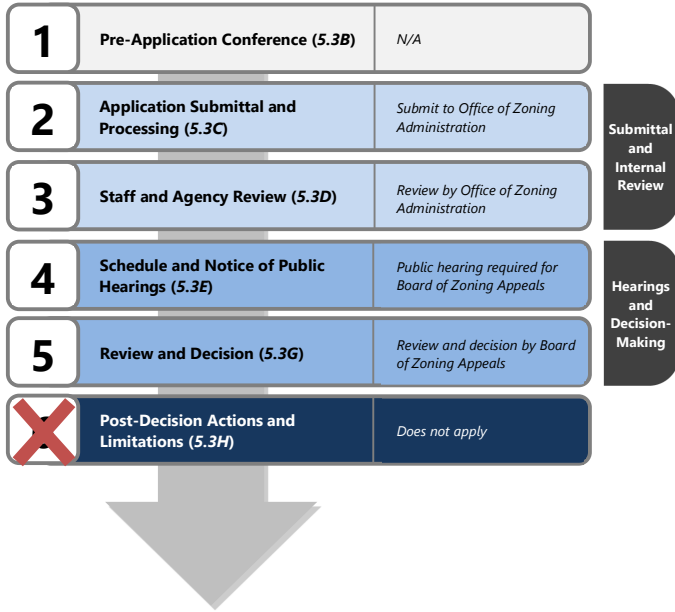 1
Pre-Application Conference (5.3B)
N/A
2
Application Submittal and
Processing (5.3C)
Submit to Office of Zoning
Administration
3
Staff and Agency Review (5.3D)
Review by Office of Zoning
Administration
Submittal
and
Internal
Review
4
Schedule and Notice of Public
Hearings (5.3E)
Public hearing required for
Board of Zoning Appeals
5
Review and Decision (5.3G)
Review and decision by Board
of Zoning Appeals
Hearings
and
Decision-
Making
Post-Decision Actions and
Limitations (5.3H)
Does not apply